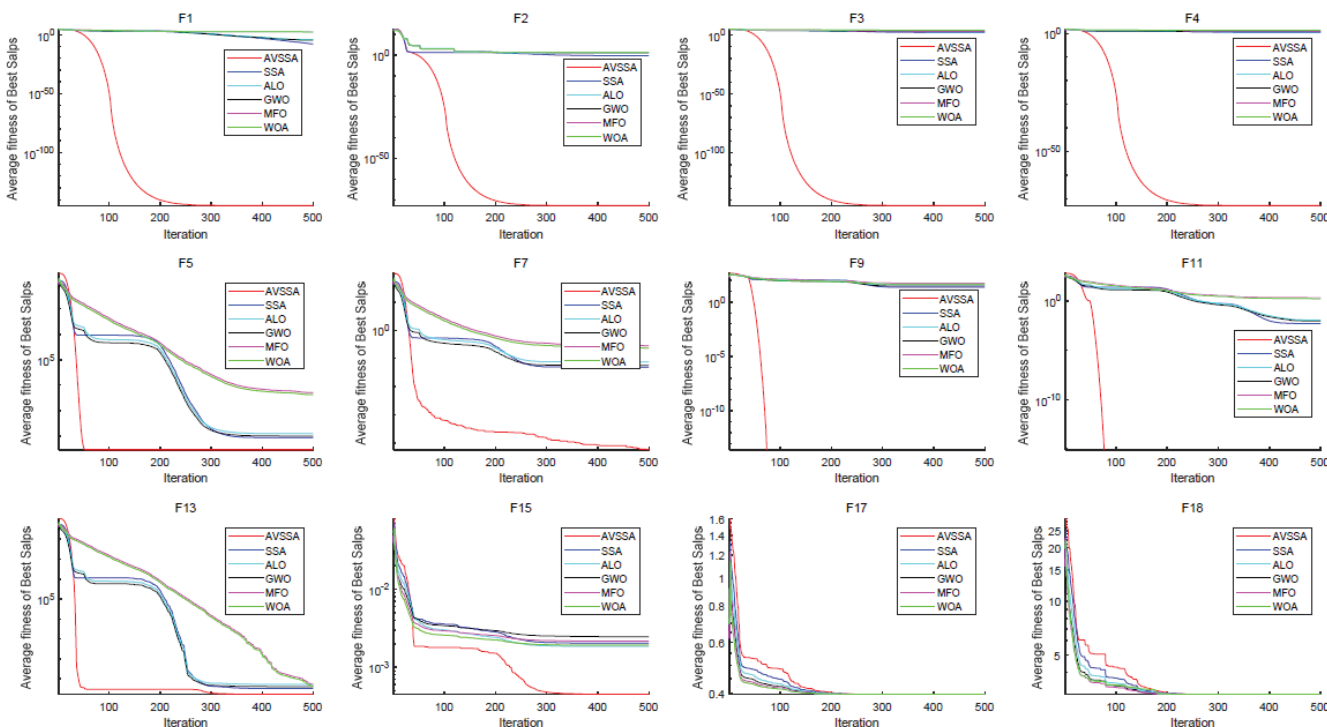 F1
Average fitness of Best Salps
10^0
10^-50
10^-100
AVSSA
SSA
ALO
GWO
MFO
WOA
100 200 300 400 500
Iteration
F2
Average fitness of Best Salps
10^0
10^-50
AVSSA
SSA
ALO
GWO
MFO
WOA
100 200 300 400 500
Iteration
F3
Average fitness of Best Salps
10^0
10^-50
10^-100
AVSSA
SSA
ALO
GWO
MFO
WOA
100 200 300 400 500
Iteration
F4
Average fitness of Best Salps
10^0
10^-50
AVSSA
SSA
ALO
GWO
MFO
WOA
100 200 300 400 500
Iteration
F5
Average fitness of Best Salps
10^5
AVSSA
SSA
ALO
GWO
MFO
WOA
100 200 300 400 500
Iteration
F7
Average fitness of Best Salps
10^0
AVSSA
SSA
ALO
GWO
MFO
WOA
100 200 300 400 500
Iteration
F9
Average fitness of Best Salps
10^0
10^-5
10^-10
AVSSA
SSA
ALO
GWO
MFO
WOA
100 200 300 400 500
Iteration
F11
Average fitness of Best Salps
10^0
10^-10
AVSSA
SSA
ALO
GWO
MFO
WOA
100 200 300 400 500
Iteration
F13
Average fitness of Best Salps
10^5
AVSSA
SSA
ALO
GWO
MFO
WOA
100 200 300 400 500
Iteration
F15
Average fitness of Best Salps
10^-2
10^-3
AVSSA
SSA
ALO
GWO
MFO
WOA
100 200 300 400 500
Iteration
F17
Average fitness of Best Salps
1.6
1.4
1.2
1
0.8
0.6
0.4
AVSSA
SSA
ALO
GWO
MFO
WOA
100 200 300 400 500
Iteration
F18
Average fitness of Best Salps
25
20
15
10
5
AVSSA
SSA
ALO
GWO
MFO
WOA
100 200 300 400 500
Iteration